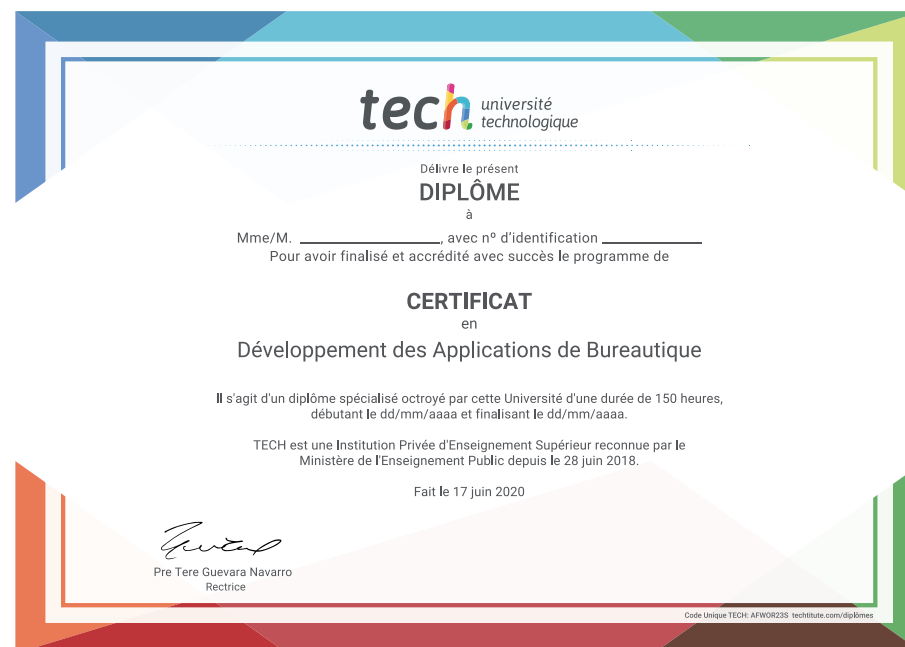 tech université
technologique
Délivre le présent
DIPLÔME
à
Mme/M. ____________________, avec nº d'identification ______________
Pour avoir finalisé et accrédité avec succès le programme de
CERTIFICAT
en
Développement des Applications de Bureautique
Il s'agit d'un diplôme spécialisé octroyé par cette Université d'une durée de 150 heures,
débutant le dd/mm/aaaa et finalisant le dd/mm/aaaa.
TECH est une Institution Privée d'Enseignement Supérieur reconnue par le
Ministère de l'Enseignement Public depuis le 28 juin 2018.
Fait le 17 juin 2020
Pre Tere Guevara Navarro
Rectrice
Code Unique TECH: AFWOR23S techtitute.com/diplômes